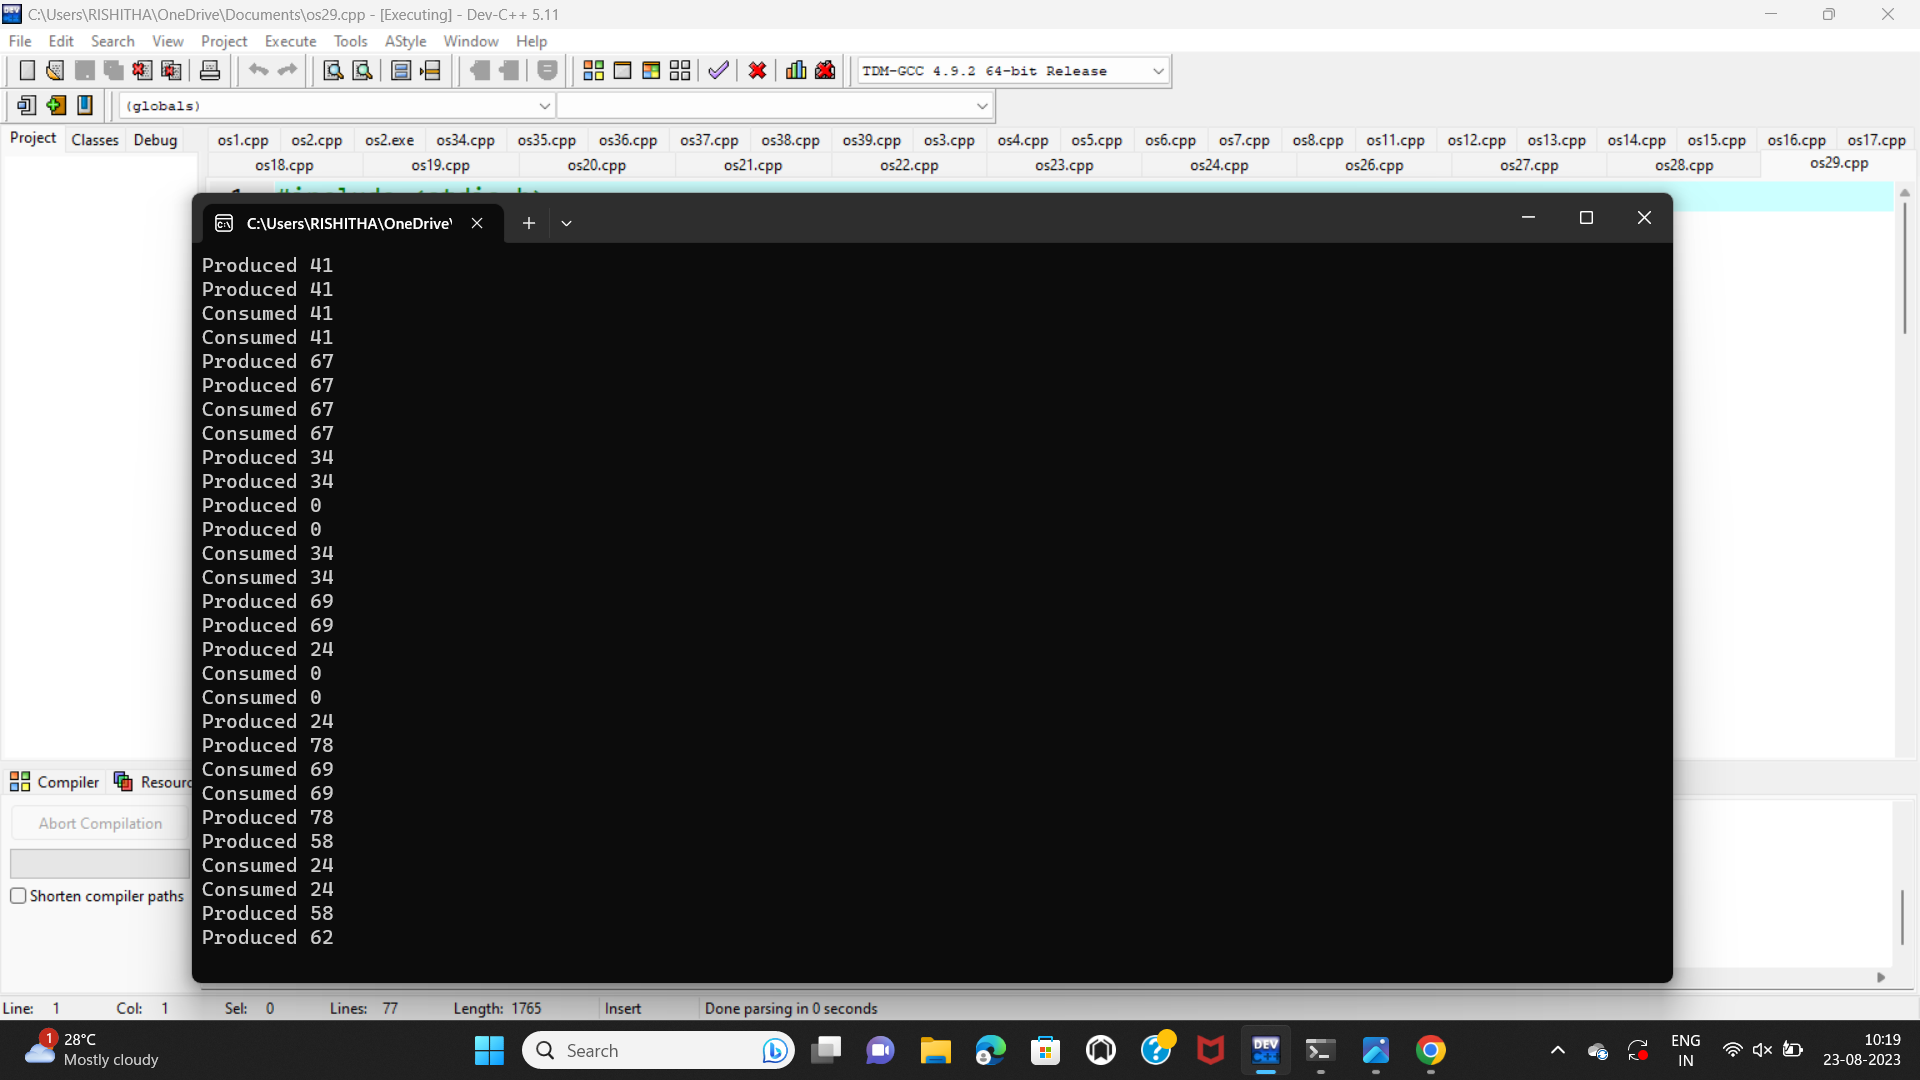 C:\Users\RISHITHA\OneDrive\Documents\os29.cpp - [Executing] - Dev-C++ 5.11
File Edit Search View Project Execute Tools AStyle Window Help
TDM-GCC 4.9.2 64-bit Release
(globals)
Project Classes Debug
os1.cpp os2.cpp os2.exe os34.cpp os35.cpp os36.cpp os37.cpp os38.cpp os39.cpp os3.cpp os4.cpp os5.cpp os6.cpp os7.cpp os8.cpp os11.cpp os12.cpp os13.cpp os14.cpp os15.cpp os16.cpp os17.cpp
os18.cpp os19.cpp os20.cpp os21.cpp os22.cpp os23.cpp os24.cpp os26.cpp os27.cpp os28.cpp os29.cpp
C:\Users\RISHITHA\OneDrive\
Produced 41
Produced 41
Consumed 41
Consumed 41
Produced 67
Produced 67
Consumed 67
Consumed 67
Produced 34
Produced 34
Produced 0
Produced 0
Consumed 34
Consumed 34
Produced 69
Produced 69
Produced 24
Consumed 0
Consumed 0
Produced 24
Produced 78
Consumed 69
Consumed 69
Produced 78
Produced 58
Consumed 24
Consumed 24
Produced 58
Produced 62
Compiler Resourc
Abort Compilation
Shorten compiler paths
Line: 1 Col: 1 Sel: 0 Lines: 77 Length: 1765 Insert Done parsing in 0 seconds
1
28°C
Mostly cloudy
Search
DEV
C++
ENG
IN
10:19
23-08-2023